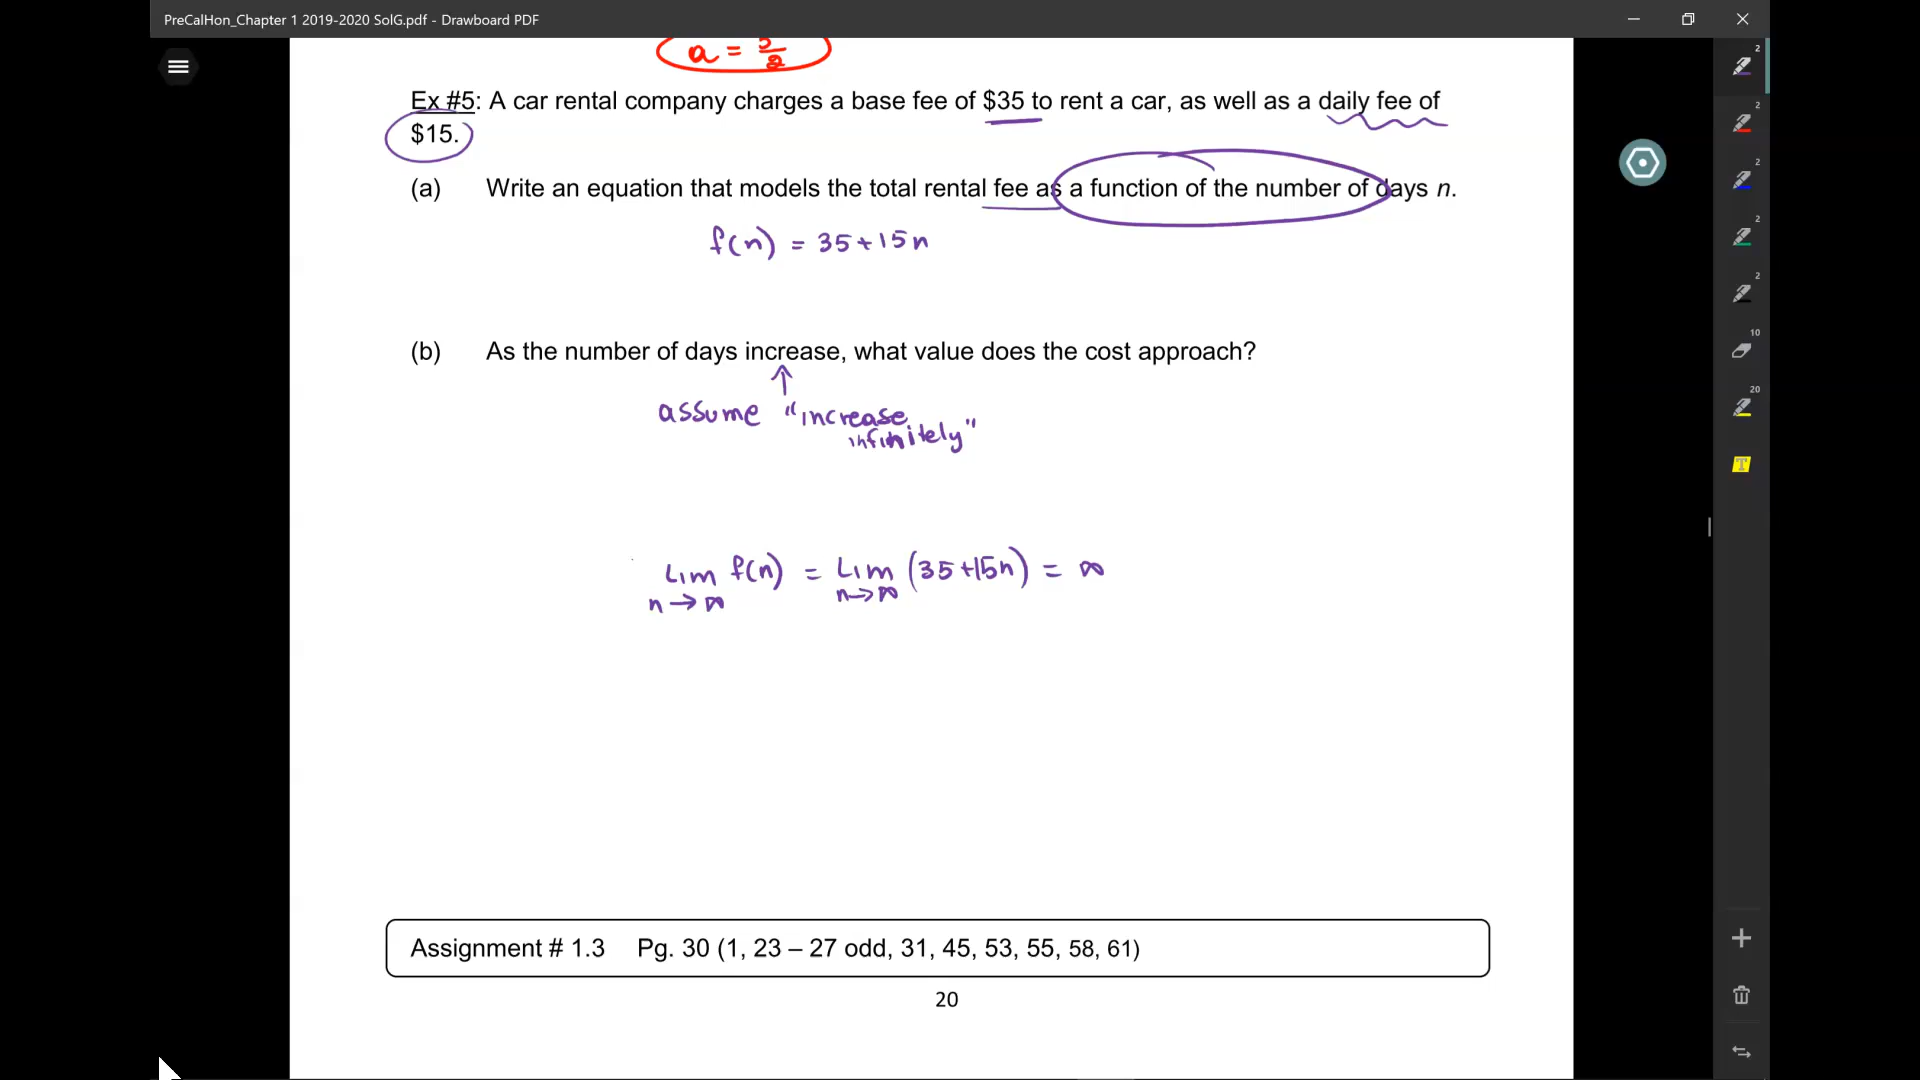 PreCalHon_Chapter 1 2019-2020 SolG.pdf - Drawboard PDF
a = 5/2
Ex #5: A car rental company charges a base fee of $35 to rent a car, as well as a daily fee of
$15.
(a) Write an equation that models the total rental fee as a function of the number of days n.
f(n) = 35+15n
(b) As the number of days increase, what value does the cost approach?
↑
assume "increase
infinitely"
Lim f(n) = Lim (35+15n) = ∞
n→∞ n→∞
Assignment # 1.3 Pg. 30 (1, 23 – 27 odd, 31, 45, 53, 55, 58, 61)
20
2
2
2
2
2
10
20
T